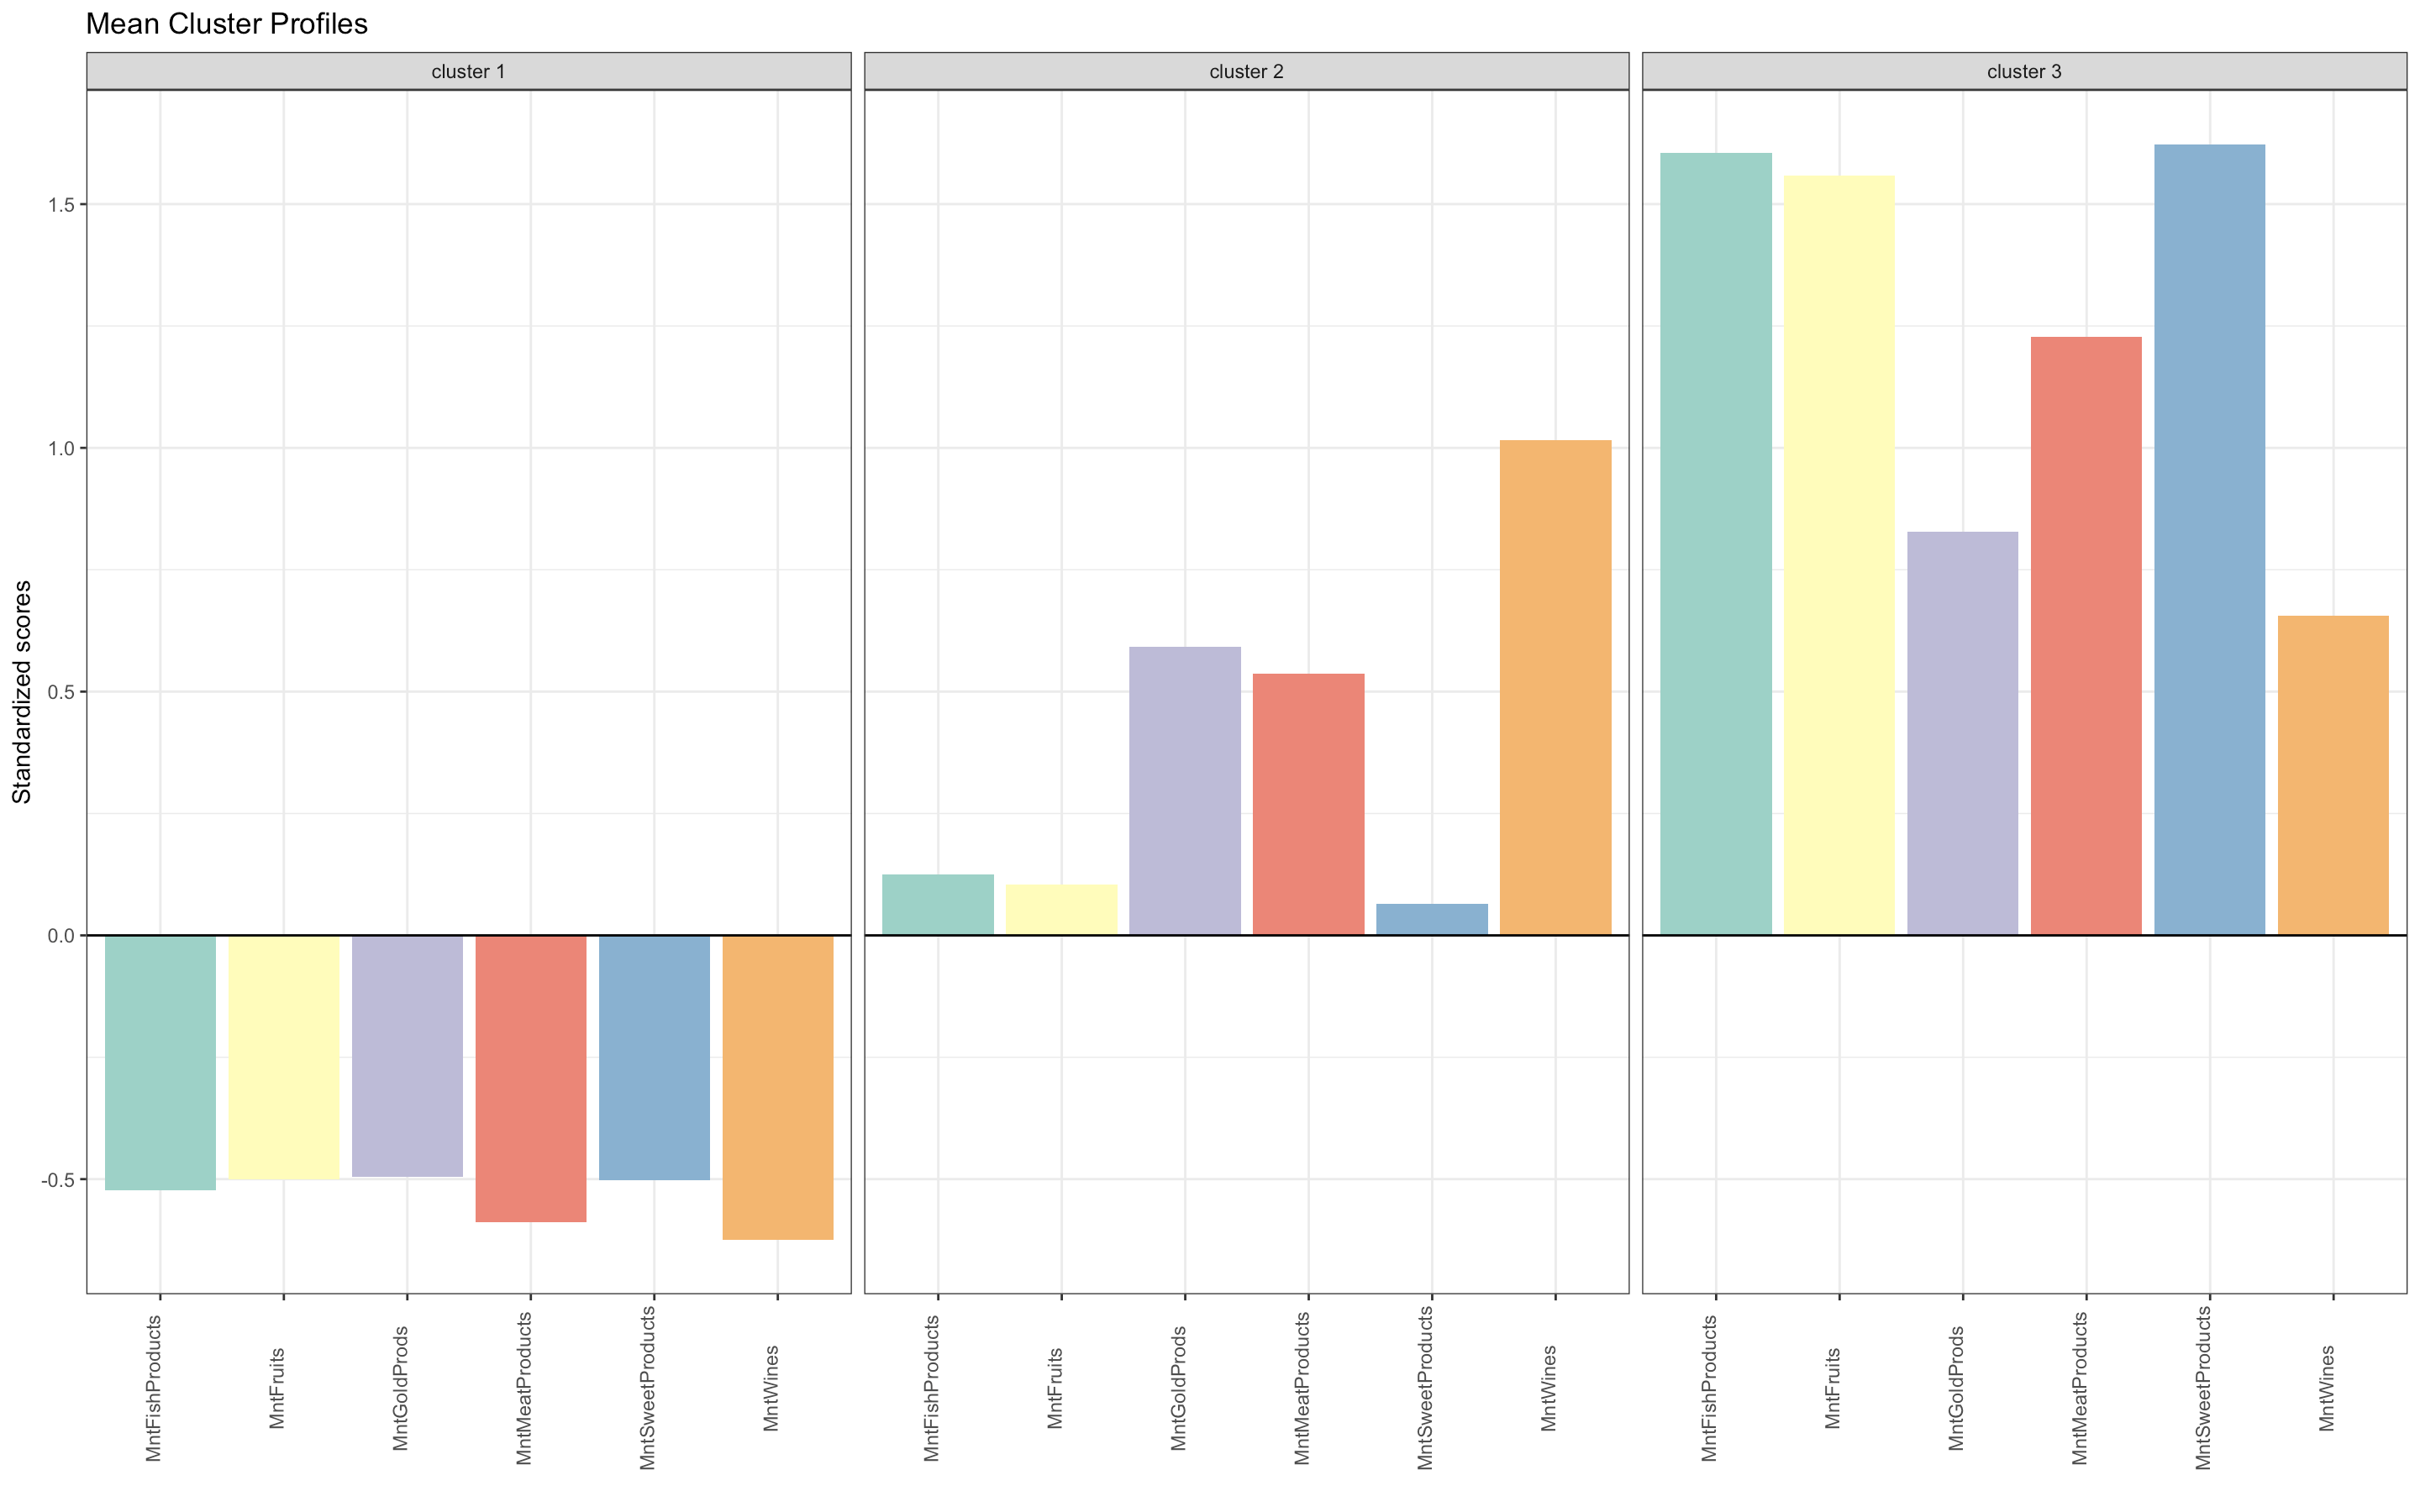 Mean Cluster Profiles
cluster 1
cluster 2
cluster 3
Standardized scores
1.5
1.0
0.5
0.0
-0.5
MntFishProducts
MntFruits
MntGoldProds
MntMeatProducts
MntSweetProducts
MntWines
MntFishProducts
MntFruits
MntGoldProds
MntMeatProducts
MntSweetProducts
MntWines
MntFishProducts
MntFruits
MntGoldProds
MntMeatProducts
MntSweetProducts
MntWines